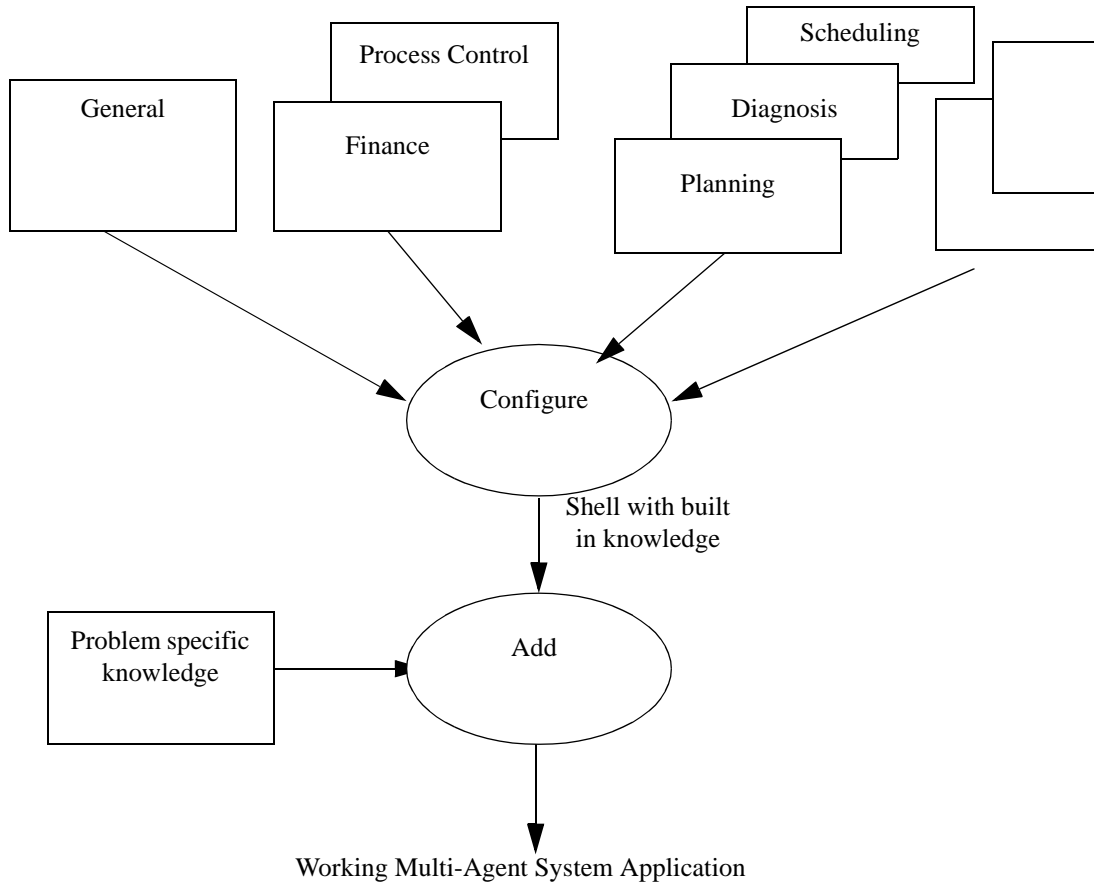 General
Process Control
Finance
Scheduling
Diagnosis
Planning
Configure
Shell with built
in knowledge
Problem specific
knowledge
Add
Working Multi-Agent System Application